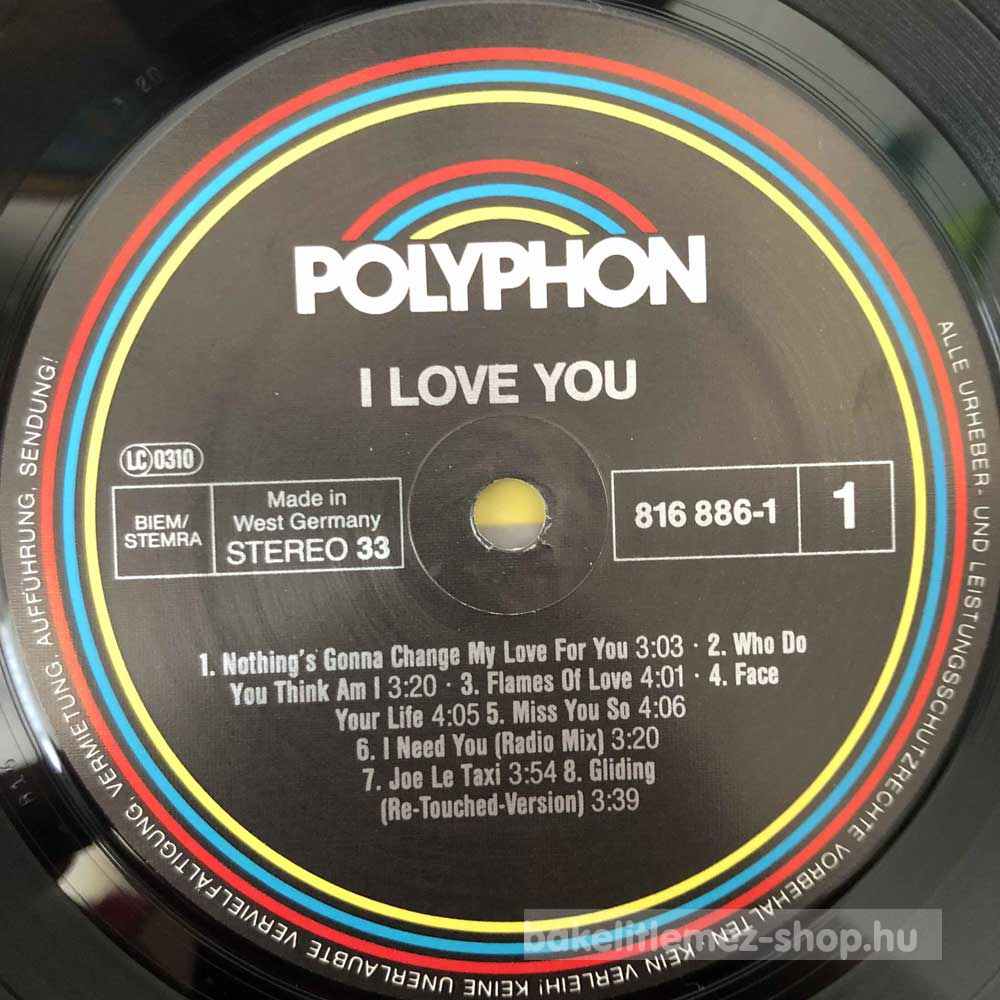 POLYPHON
I LOVE YOU
LC 0310
BIEM/
STEMRA
Made in
West Germany
STEREO 33
816 886-1
1
1. Nothing's Gonna Change My Love For You 3:03 · 2. Who Do
You Think Am I 3:20 · 3. Flames Of Love 4:01 · 4. Face
Your Life 4:05 5. Miss You So 4:06
6. I Need You (Radio Mix) 3:20
7. Joe Le Taxi 3:54 8. Gliding
(Re-Touched-Version) 3:39
ALLE URHEBER- UND LEISTUNGSSCHUTZRECHTE VORBEHALTEN. KEIN VERLEIH! KEINE UNERLAUBTE VERVIELFÄLTIGUNG, VERMIETUNG, AUFFÜHRUNG, SENDUNG!
bakelitlemez-shop.hu